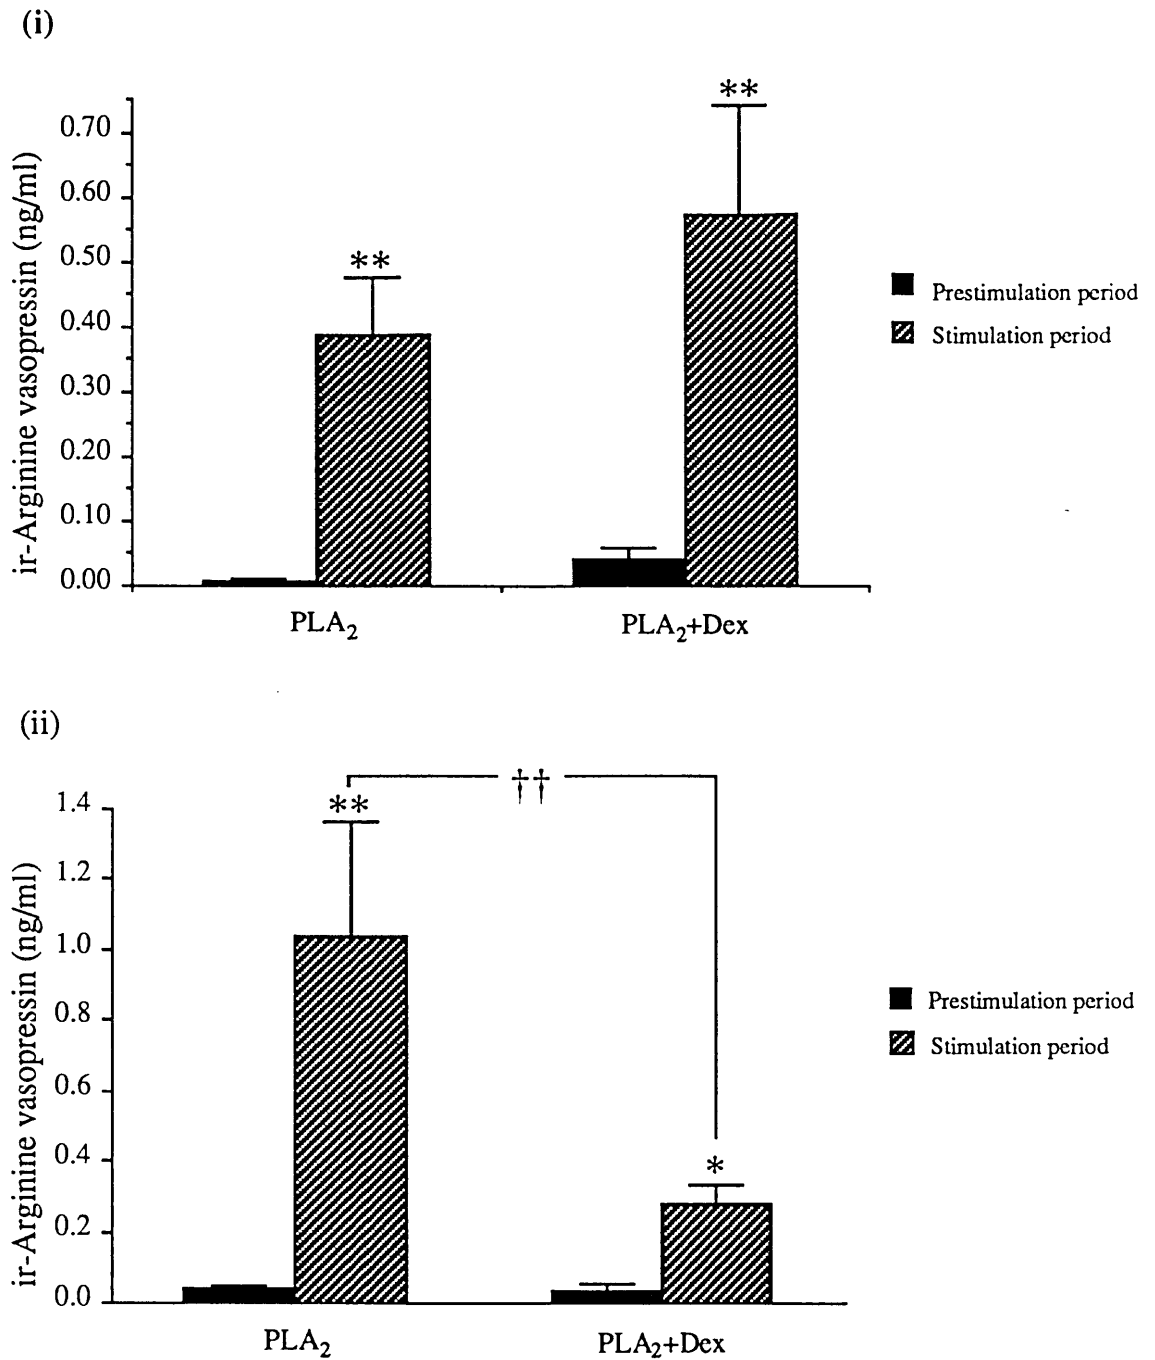 (i)
**
0.70
0.60
**
0.50
0.40
0.30
0.20
0.10
0.00
ir-Arginine vasopressin (ng/ml)
Prestimulation period
Stimulation period
PLA₂
PLA₂+Dex
(ii)
††
**
1.4
1.2
1.0
0.8
0.6
0.4
*
0.2
0.0
ir-Arginine vasopressin (ng/ml)
Prestimulation period
Stimulation period
PLA₂
PLA₂+Dex